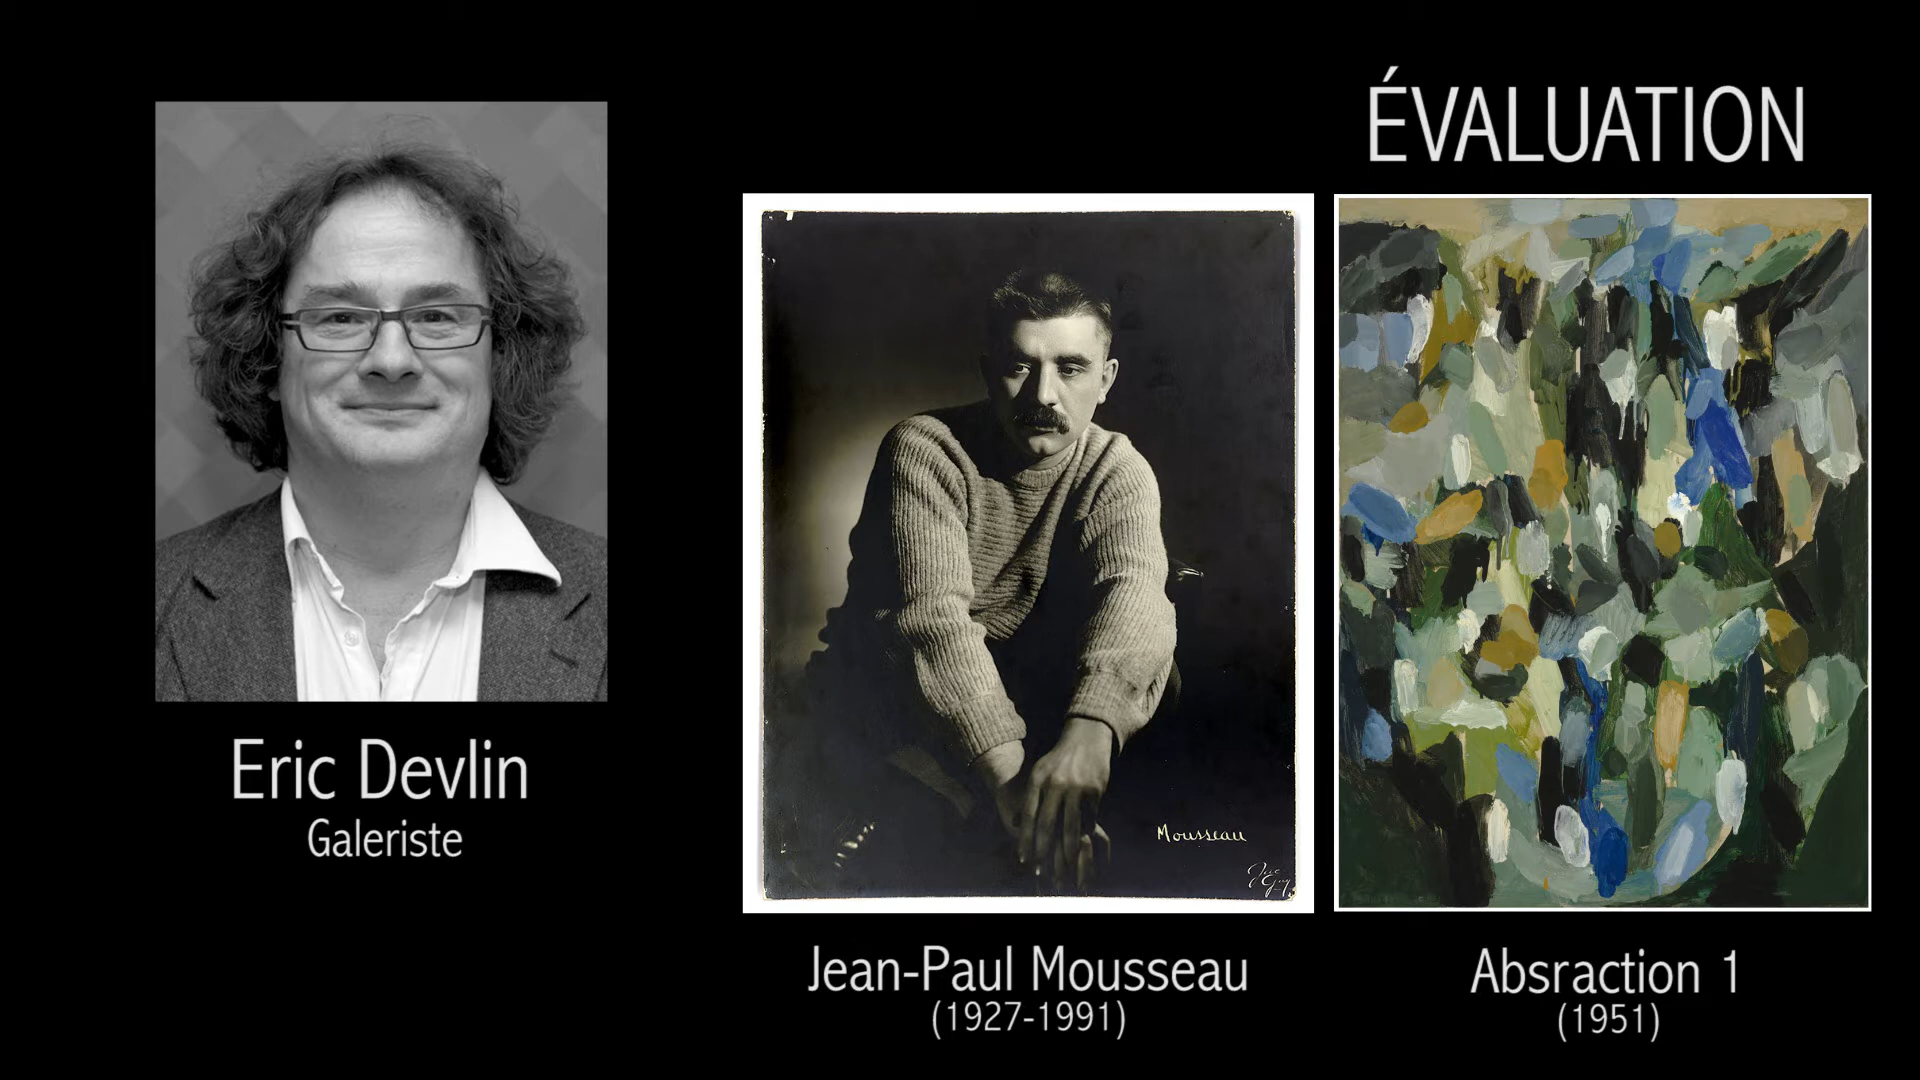 ÉVALUATION
Eric Devlin
Galeriste
Mousseau
Jean-Paul Mousseau
(1927-1991)
Absraction 1
(1951)